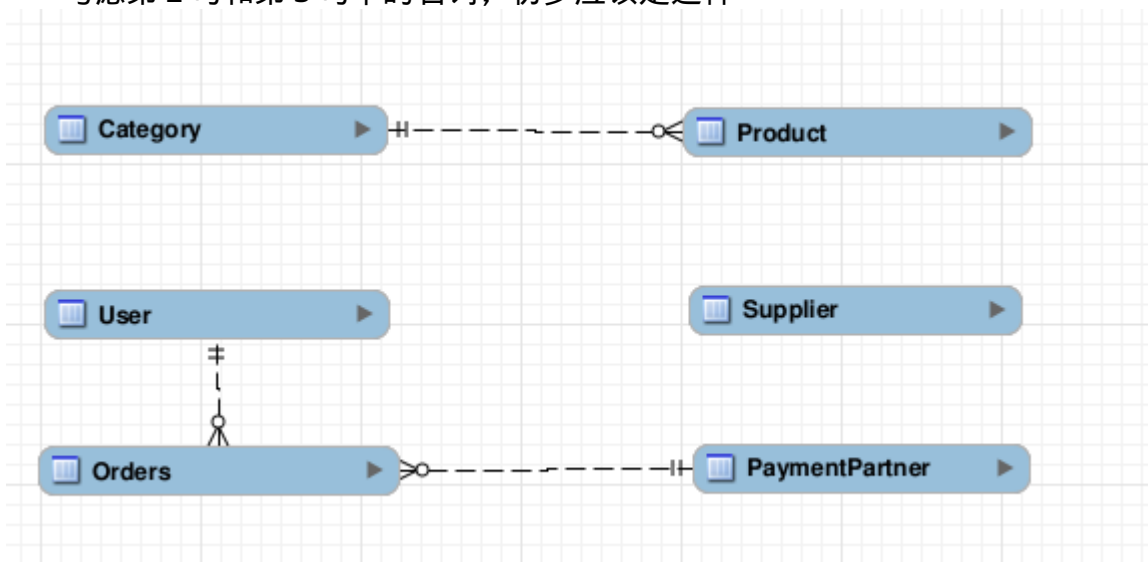 Category
Product
User
Supplier
Orders
PaymentPartner